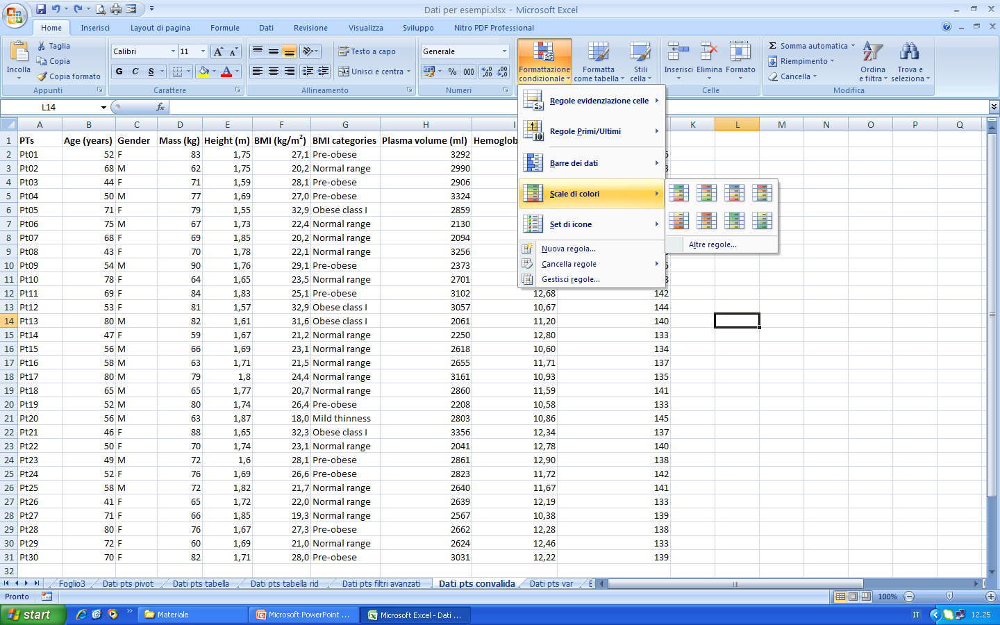 Dati per esempi.xlsx - Microsoft Excel
Home Inserisci Layout di pagina Formule Dati Revisione Visualizza Sviluppo Nitro PDF Professional
Incolla
Taglia
Copia
Copia formato
Appunti
Calibri 11
G C S
Carattere
Testo a capo
Unisci e centra
Allineamento
Generale
% 000
Numeri
Formattazione condizionale
Formatta come tabella
Stili cella
Inserisci Elimina Formato
Celle
Somma automatica
Riempimento
Cancella
Ordina e filtra
Trova e seleziona
Modifica
L14 fx
Regole evidenziazione celle
Regole Primi/Ultimi
Barre dei dati
Scale di colori
Set di icone
Nuova regola...
Cancella regole
Gestisci regole...
Altre regole...
A B C D E F G H I K L M N O P Q
1 PTs Age (years) Gender Mass (kg) Height (m) BMI (kg/m²) BMI categories Plasma volume (ml) Hemoglob
2 Pt01 52 F 83 1,75 27,1 Pre-obese 3292
3 Pt02 68 M 62 1,75 20,2 Normal range 2990
4 Pt03 44 F 71 1,59 28,1 Pre-obese 2906
5 Pt04 50 M 77 1,69 27,0 Pre-obese 3324
6 Pt05 71 F 79 1,55 32,9 Obese class I 2859
7 Pt06 75 M 67 1,73 22,4 Normal range 2130
8 Pt07 68 F 69 1,85 20,2 Normal range 2094
9 Pt08 43 F 70 1,78 22,1 Normal range 3256
10 Pt09 54 M 90 1,76 29,1 Pre-obese 2373
11 Pt10 78 F 64 1,65 23,5 Normal range 2701
12 Pt11 69 F 84 1,83 25,1 Pre-obese 3102 12,68 142
13 Pt12 53 F 81 1,57 32,9 Obese class I 3057 10,67 144
14 Pt13 80 M 82 1,61 31,6 Obese class I 2061 11,20 140
15 Pt14 47 F 59 1,67 21,2 Normal range 2250 12,80 133
16 Pt15 56 M 66 1,69 23,1 Normal range 2618 10,60 134
17 Pt16 58 M 63 1,71 21,5 Normal range 2655 11,71 137
18 Pt17 80 M 79 1,8 24,4 Normal range 3161 10,93 135
19 Pt18 65 M 65 1,77 20,7 Normal range 2860 11,59 141
20 Pt19 52 M 80 1,74 26,4 Pre-obese 2208 10,58 133
21 Pt20 56 M 63 1,87 18,0 Mild thinness 2803 10,86 145
22 Pt21 46 F 88 1,65 32,3 Obese class I 3356 12,34 137
23 Pt22 50 F 70 1,74 23,1 Normal range 2041 12,78 140
24 Pt23 49 M 72 1,6 28,1 Pre-obese 2861 12,90 138
25 Pt24 52 F 76 1,69 26,6 Pre-obese 2823 11,72 142
26 Pt25 58 M 72 1,82 21,7 Normal range 2640 11,67 141
27 Pt26 41 F 65 1,72 22,0 Normal range 2639 12,19 133
28 Pt27 71 F 66 1,85 19,3 Normal range 2567 10,38 139
29 Pt28 80 F 76 1,67 27,3 Pre-obese 2662 12,28 138
30 Pt29 72 F 60 1,69 21,0 Normal range 2624 12,46 133
31 Pt30 70 F 82 1,71 28,0 Pre-obese 3031 12,22 139
32
Foglio3 Dati pts pivot Dati pts tabella Dati pts tabella rid Dati pts filtri avanzati Dati pts convalida Dati pts var
Pronto 100%
start Materiale Microsoft PowerPoint ... Microsoft Excel - Dati ... IT 12.25